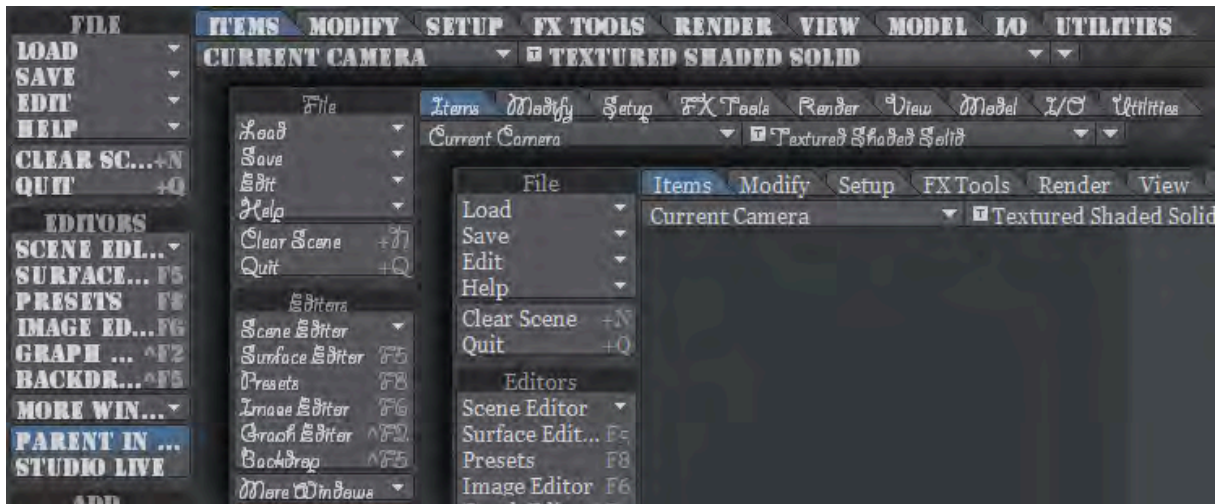 FILE
LOAD
SAVE
EDIT
HELP
CLEAR SC...+N
QUIT +Q
EDITORS
SCENE EDI...
SURFACE... F5
PRESETS F8
IMAGE ED...F6
GRAPH ... ^F2
BACKDR...^F5
MORE WIN...
PARENT IN ...
STUDIO LIVE
ADD
ITEMS MODIFY SETUP FX TOOLS RENDER VIEW MODEL I/O UTILITIES
CURRENT CAMERA T TEXTURED SHADED SOLID
File
Load
Save
Edit
Help
Clear Scene +N
Quit +Q
Editors
Scene Editor
Surface Editor F5
Presets F8
Image Editor F6
Graph Editor ^F2
Backdrop ^F5
More Windows
Items Modify Setup FX Tools Render View Model I/O Utilities
Current Camera T Textured Shaded Solid
File
Load
Save
Edit
Help
Clear Scene +N
Quit +Q
Editors
Scene Editor
Surface Edit... F5
Presets F8
Image Editor F6
Items Modify Setup FX Tools Render View
Current Camera T Textured Shaded Solid